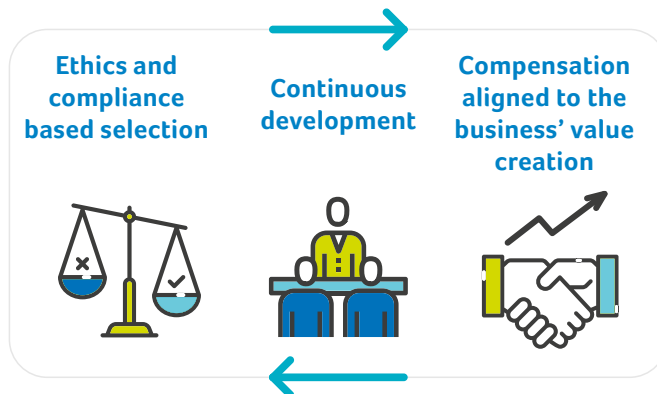 Ethics and
compliance
based selection
Continuous
development
Compensation
aligned to the
business’ value
creation